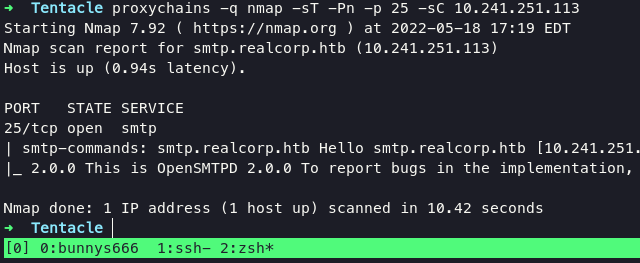 ➜ Tentacle proxychains -q nmap -sT -Pn -p 25 -sC 10.241.251.113
Starting Nmap 7.92 ( https://nmap.org ) at 2022-05-18 17:19 EDT
Nmap scan report for smtp.realcorp.htb (10.241.251.113)
Host is up (0.94s latency).
PORT   STATE SERVICE
25/tcp open  smtp
| smtp-commands: smtp.realcorp.htb Hello smtp.realcorp.htb [10.241.251.
|_ 2.0.0 This is OpenSMTPD 2.0.0 To report bugs in the implementation,
Nmap done: 1 IP address (1 host up) scanned in 10.42 seconds
➜ Tentacle
[0] 0:bunnys666  1:ssh- 2:zsh*